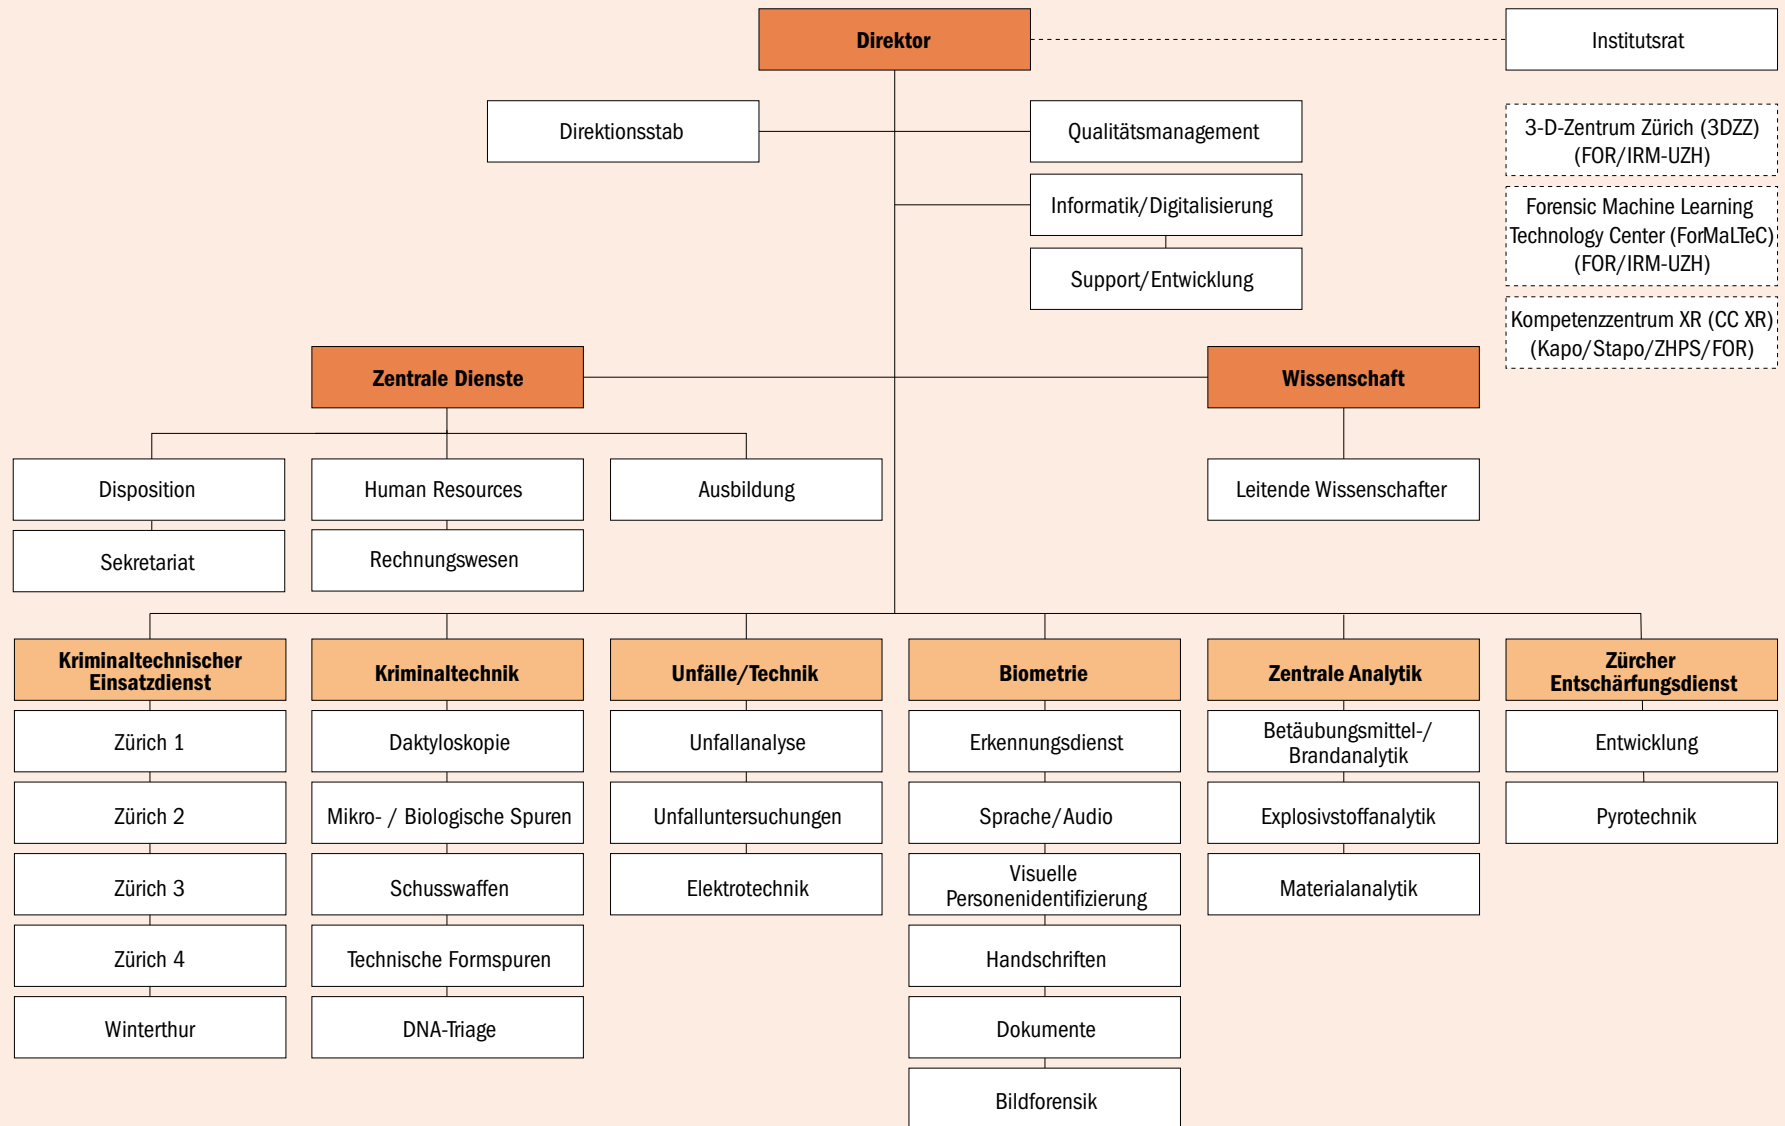 Direktor
Institutsrat
Direktionsstab
Qualitätsmanagement
3-D-Zentrum Zürich (3DZZ)
(FOR/IRM-UZH)
Informatik/Digitalisierung
Forensic Machine Learning
Technology Center (ForMaLTeC)
(FOR/IRM-UZH)
Support/Entwicklung
Kompetenzzentrum XR (CC XR)
(Kapo/Stapo/ZHPS/FOR)
Zentrale Dienste
Wissenschaft
Disposition
Human Resources
Ausbildung
Leitende Wissenschafter
Sekretariat
Rechnungswesen
Kriminaltechnischer
Einsatzdienst
Kriminaltechnik
Unfälle/Technik
Biometrie
Zentrale Analytik
Zürcher
Entschärfungsdienst
Zürich 1
Daktyloskopie
Unfallanalyse
Erkennungsdienst
Betäubungsmittel-/
Brandanalytik
Entwicklung
Zürich 2
Mikro- / Biologische Spuren
Unfalluntersuchungen
Sprache/Audio
Explosivstoffanalytik
Pyrotechnik
Zürich 3
Schusswaffen
Elektrotechnik
Visuelle
Personenidentifizierung
Materialanalytik
Zürich 4
Technische Formspuren
Handschriften
Winterthur
DNA-Triage
Dokumente
Bildforensik